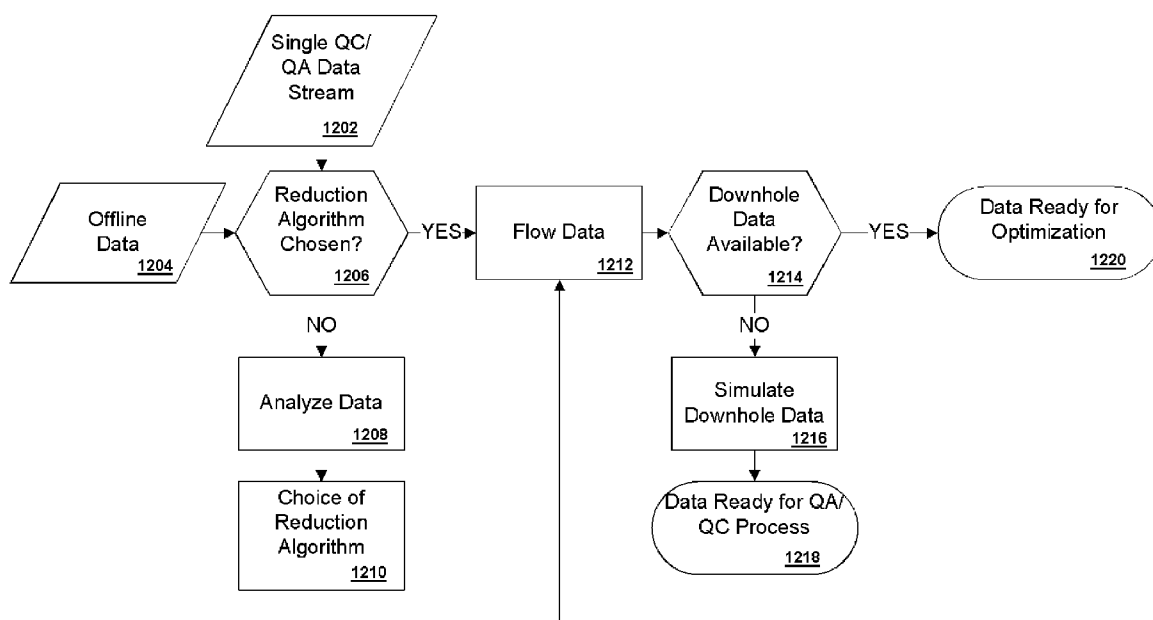 Single QC/
QA Data
Stream
1202
Offline
Data
1204
Reduction
Algorithm
Chosen?
1206
YES
Flow Data
1212
Downhole
Data
Available?
1214
YES
Data Ready for
Optimization
1220
NO
NO
Analyze Data
1208
Simulate
Downhole Data
1216
Choice of
Reduction
Algorithm
1210
Data Ready for QA/
QC Process
1218